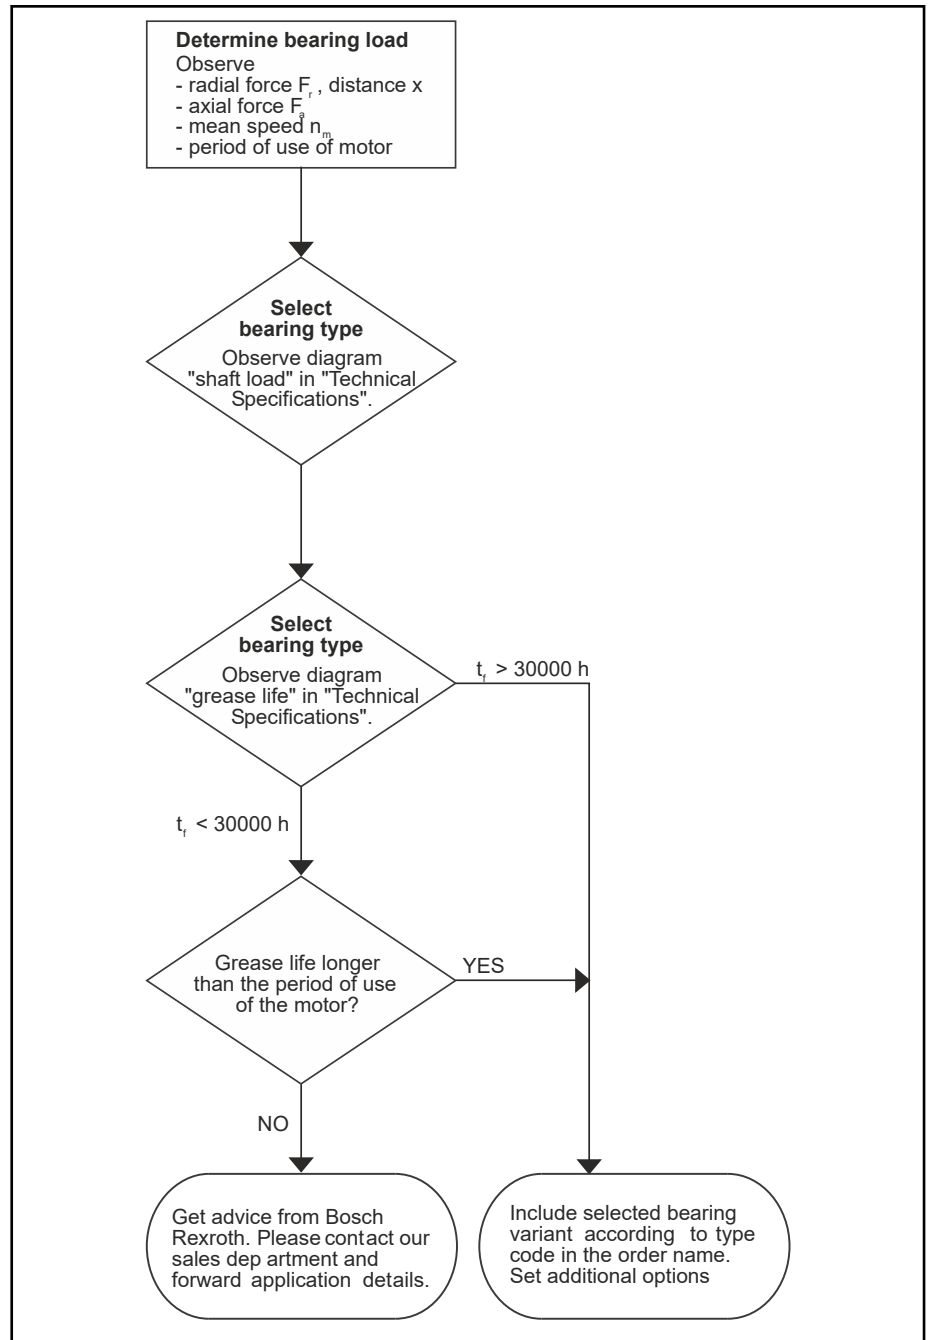 Determine bearing load
Observe
- radial force Fr , distance x
- axial force Fa
- mean speed nm
- period of use of motor
Select
bearing type
Observe diagram
"shaft load" in "Technical
Specifications".
Select
bearing type
Observe diagram
"grease life" in "Technical
Specifications".
tf > 30000 h
tf < 30000 h
Grease life longer
than the period of use
of the motor?
YES
NO
Get advice from Bosch
Rexroth. Please contact our
sales dep artment and
forward application details.
Include selected bearing
variant according to type
code in the order name.
Set additional options